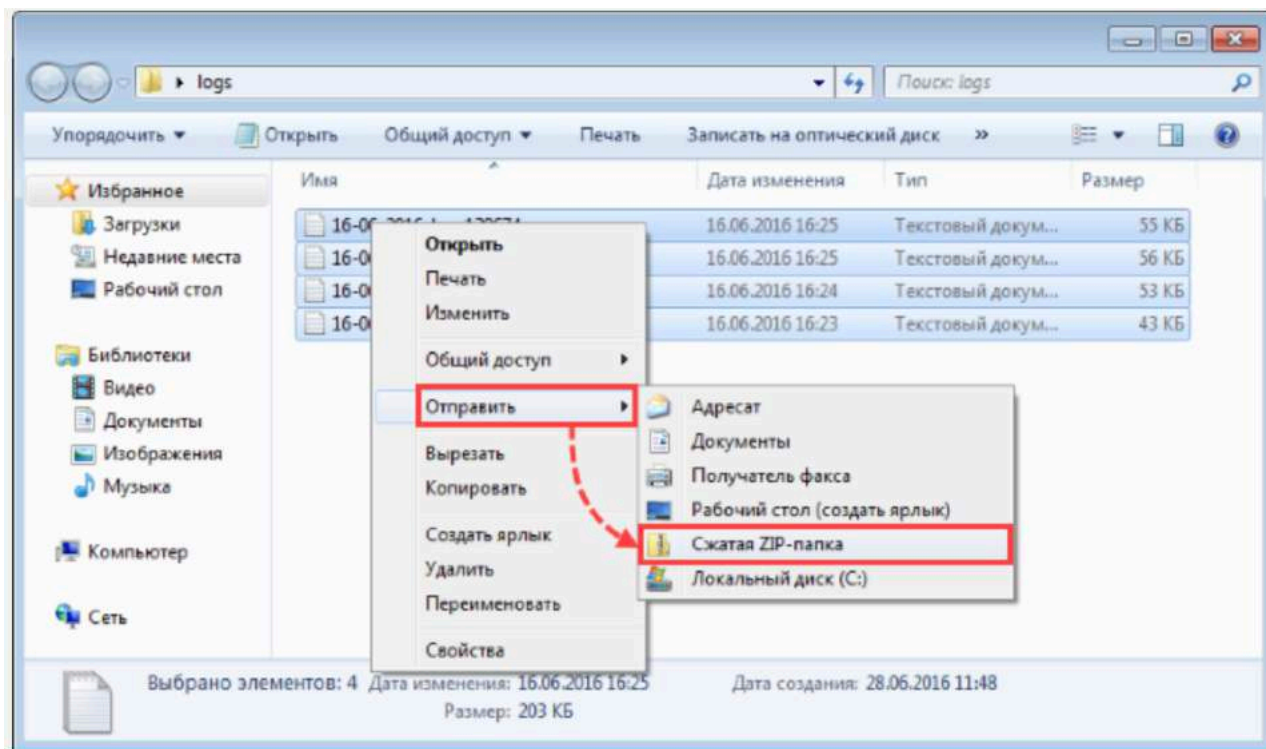 logs
Поиск: logs
Упорядочить
Открыть
Общий доступ
Печать
Записать на оптический диск
»
Имя
Дата изменения
Тип
Размер
Избранное
Загрузки
Недавние места
Рабочий стол
Библиотеки
Видео
Документы
Изображения
Музыка
Компьютер
Сеть
16.06.2016 16:25 Текстовый докум... 55 КБ
16.06.2016 16:25 Текстовый докум... 56 КБ
16.06.2016 16:24 Текстовый докум... 53 КБ
16.06.2016 16:23 Текстовый докум... 43 КБ
Открыть
Печать
Изменить
Общий доступ
Отправить
Вырезать
Копировать
Создать ярлык
Удалить
Переименовать
Свойства
Адресат
Документы
Получатель факса
Рабочий стол (создать ярлык)
Сжатая ZIP-папка
Локальный диск (C:)
Выбрано элементов: 4 Дата изменения: 16.06.2016 16:25 Дата создания: 28.06.2016 11:48
Размер: 203 КБ